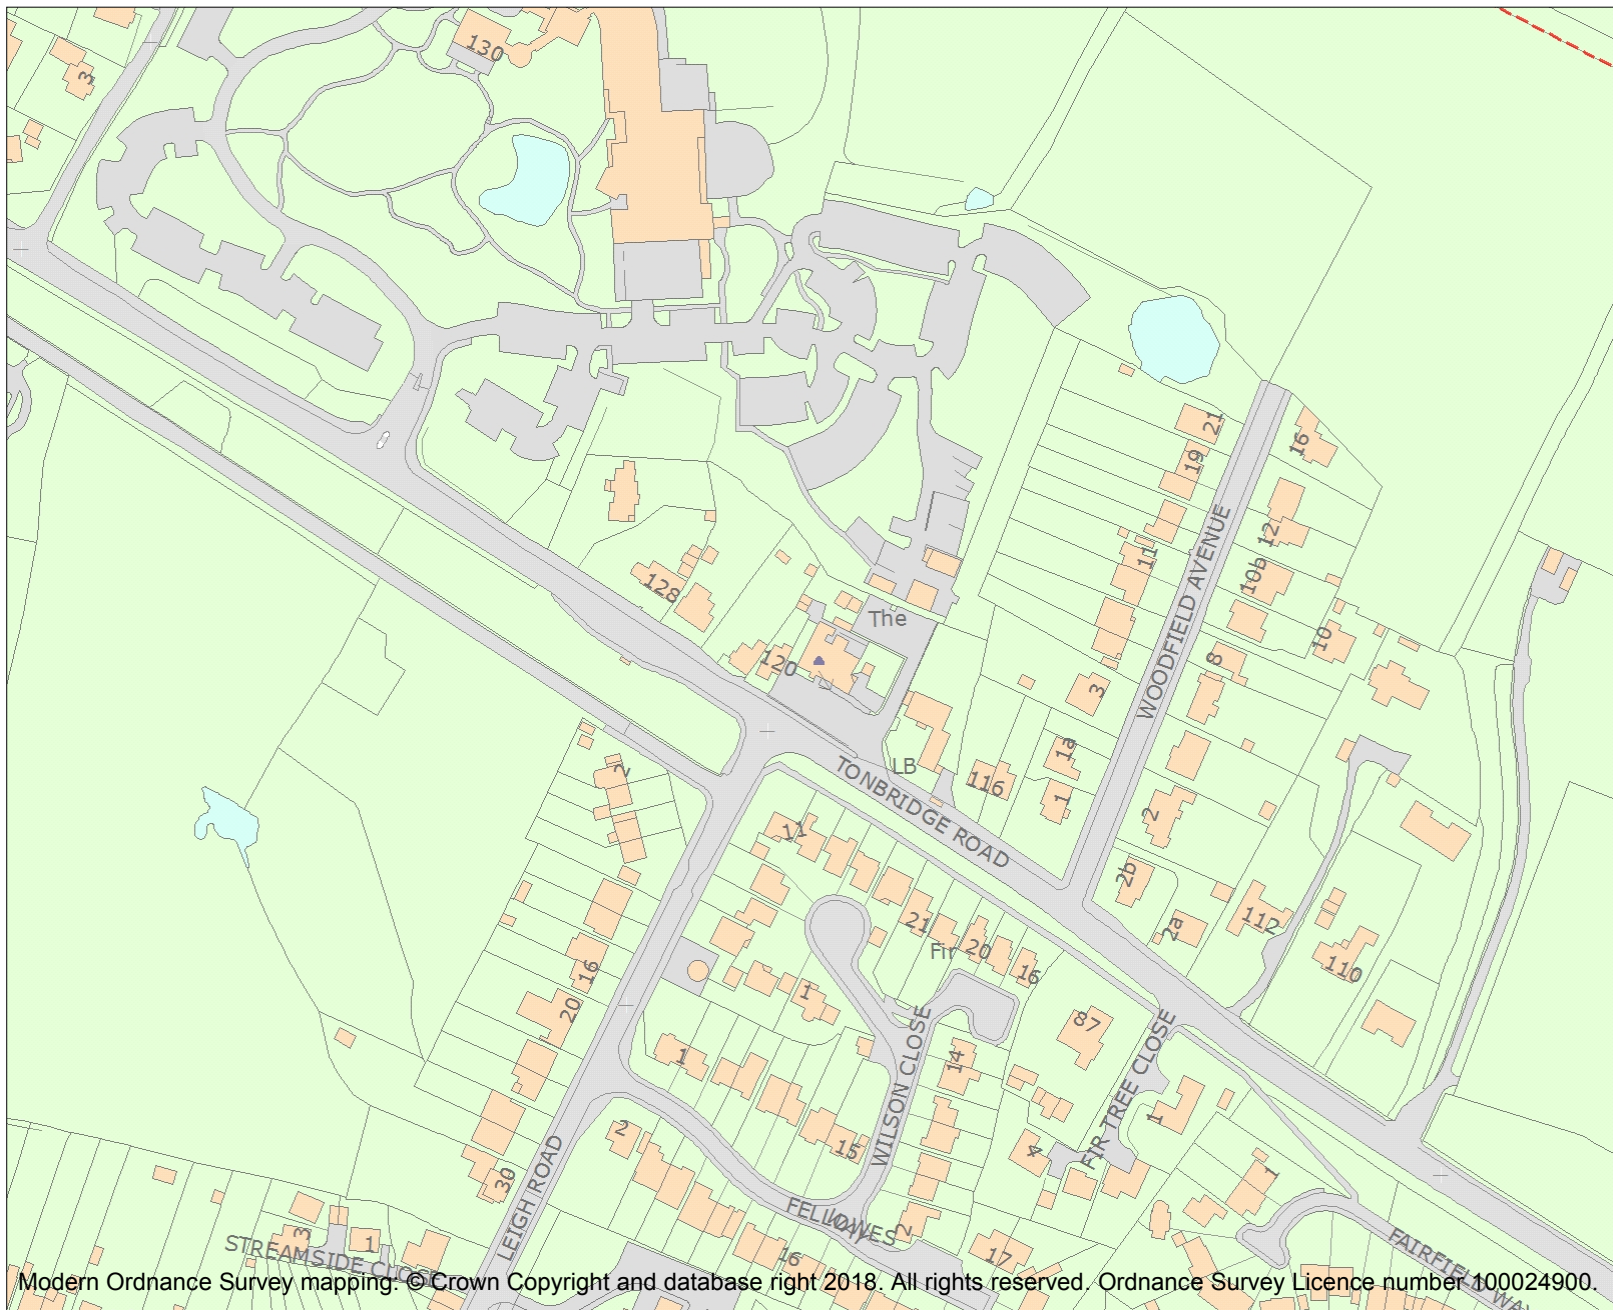 130
3
21
19
16
12
11
10b
128
The
120
10
8
WOODFIELD AVENUE
3
1a
LB
116
1
2
2
TONBRIDGE ROAD
11
2b
21
Fir
20
16
2a
112
110
16
20
1
87
1
14
WILSON CLOSE
FIR TREE CLOSE
1
2
15
4
30
LEIGH ROAD
FELLOWES
WAY
2
1
3
1
16
17
STREAMSIDE CLOSE
FAIRFIELD WAY
Modern Ordnance Survey mapping. © Crown Copyright and database right 2018. All rights reserved. Ordnance Survey Licence number 100024900.